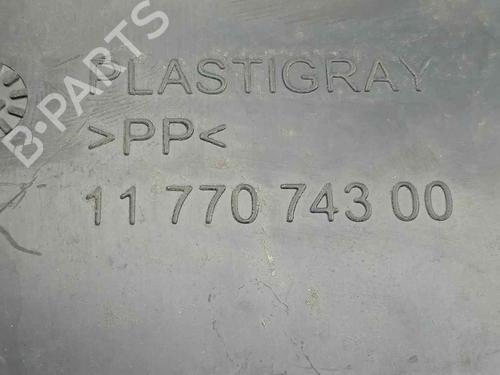 PLASTIGRAY
>PP<
11 770 743 00
B-PARTS